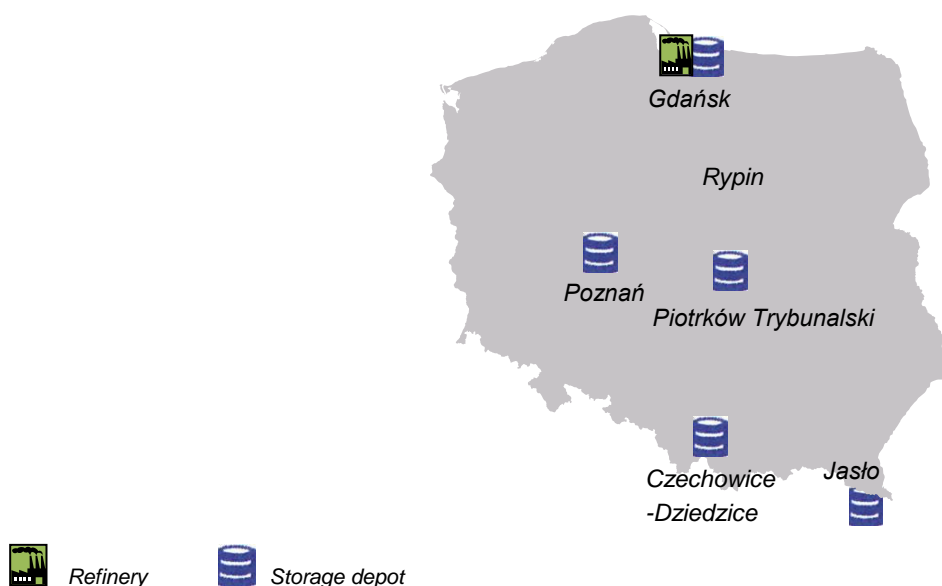 Gdańsk
Rypin
Poznań
Piotrków Trybunalski
Jasło
Czechowice
-Dziedzice
Refinery
Storage depot